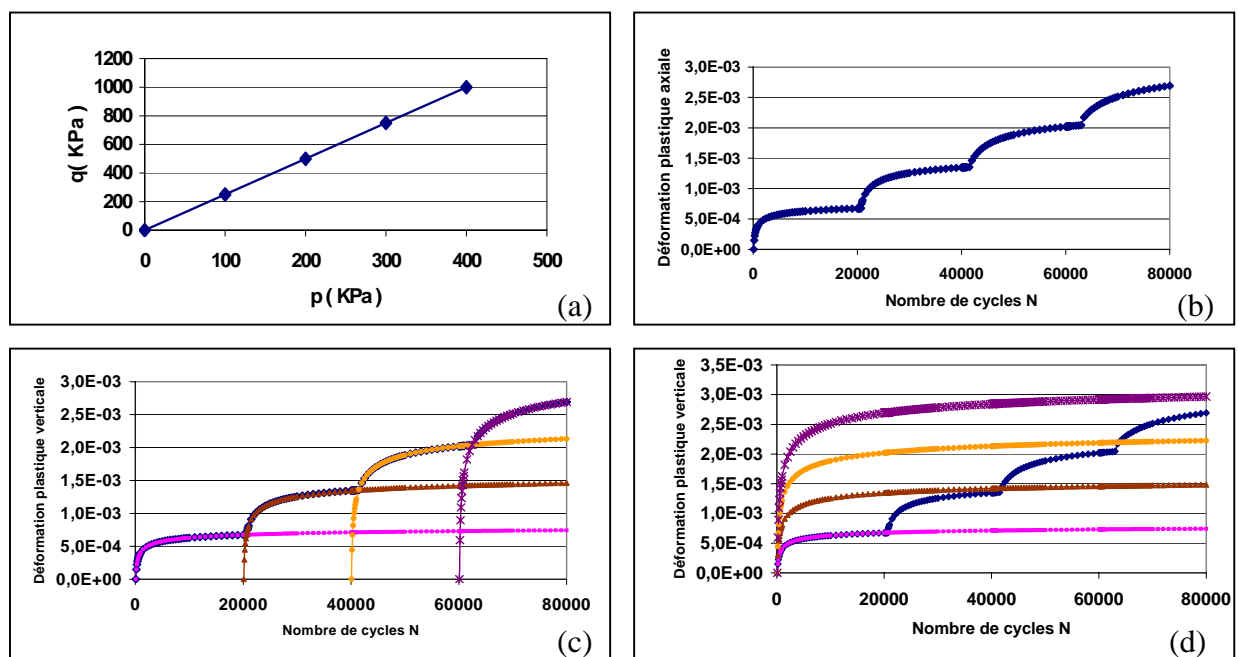 1200
1000
800
600
400
200
0
q( KPa )
0 100 200 300 400 500
p ( KPa )
(a)
3,0E-03
2,5E-03
2,0E-03
1,5E-03
1,0E-03
5,0E-04
0,0E+00
Déformation plastique axiale
0 20000 40000 60000 80000
Nombre de cycles N
(b)
3,0E-03
2,5E-03
2,0E-03
1,5E-03
1,0E-03
5,0E-04
0,0E+00
Déformation plastique verticale
0 20000 40000 60000 80000
Nombre de cycles N
(c)
3,5E-03
3,0E-03
2,5E-03
2,0E-03
1,5E-03
1,0E-03
5,0E-04
0,0E+00
Déformation plastique verticale
0 20000 40000 60000 80000
Nombre de cycles N
(d)